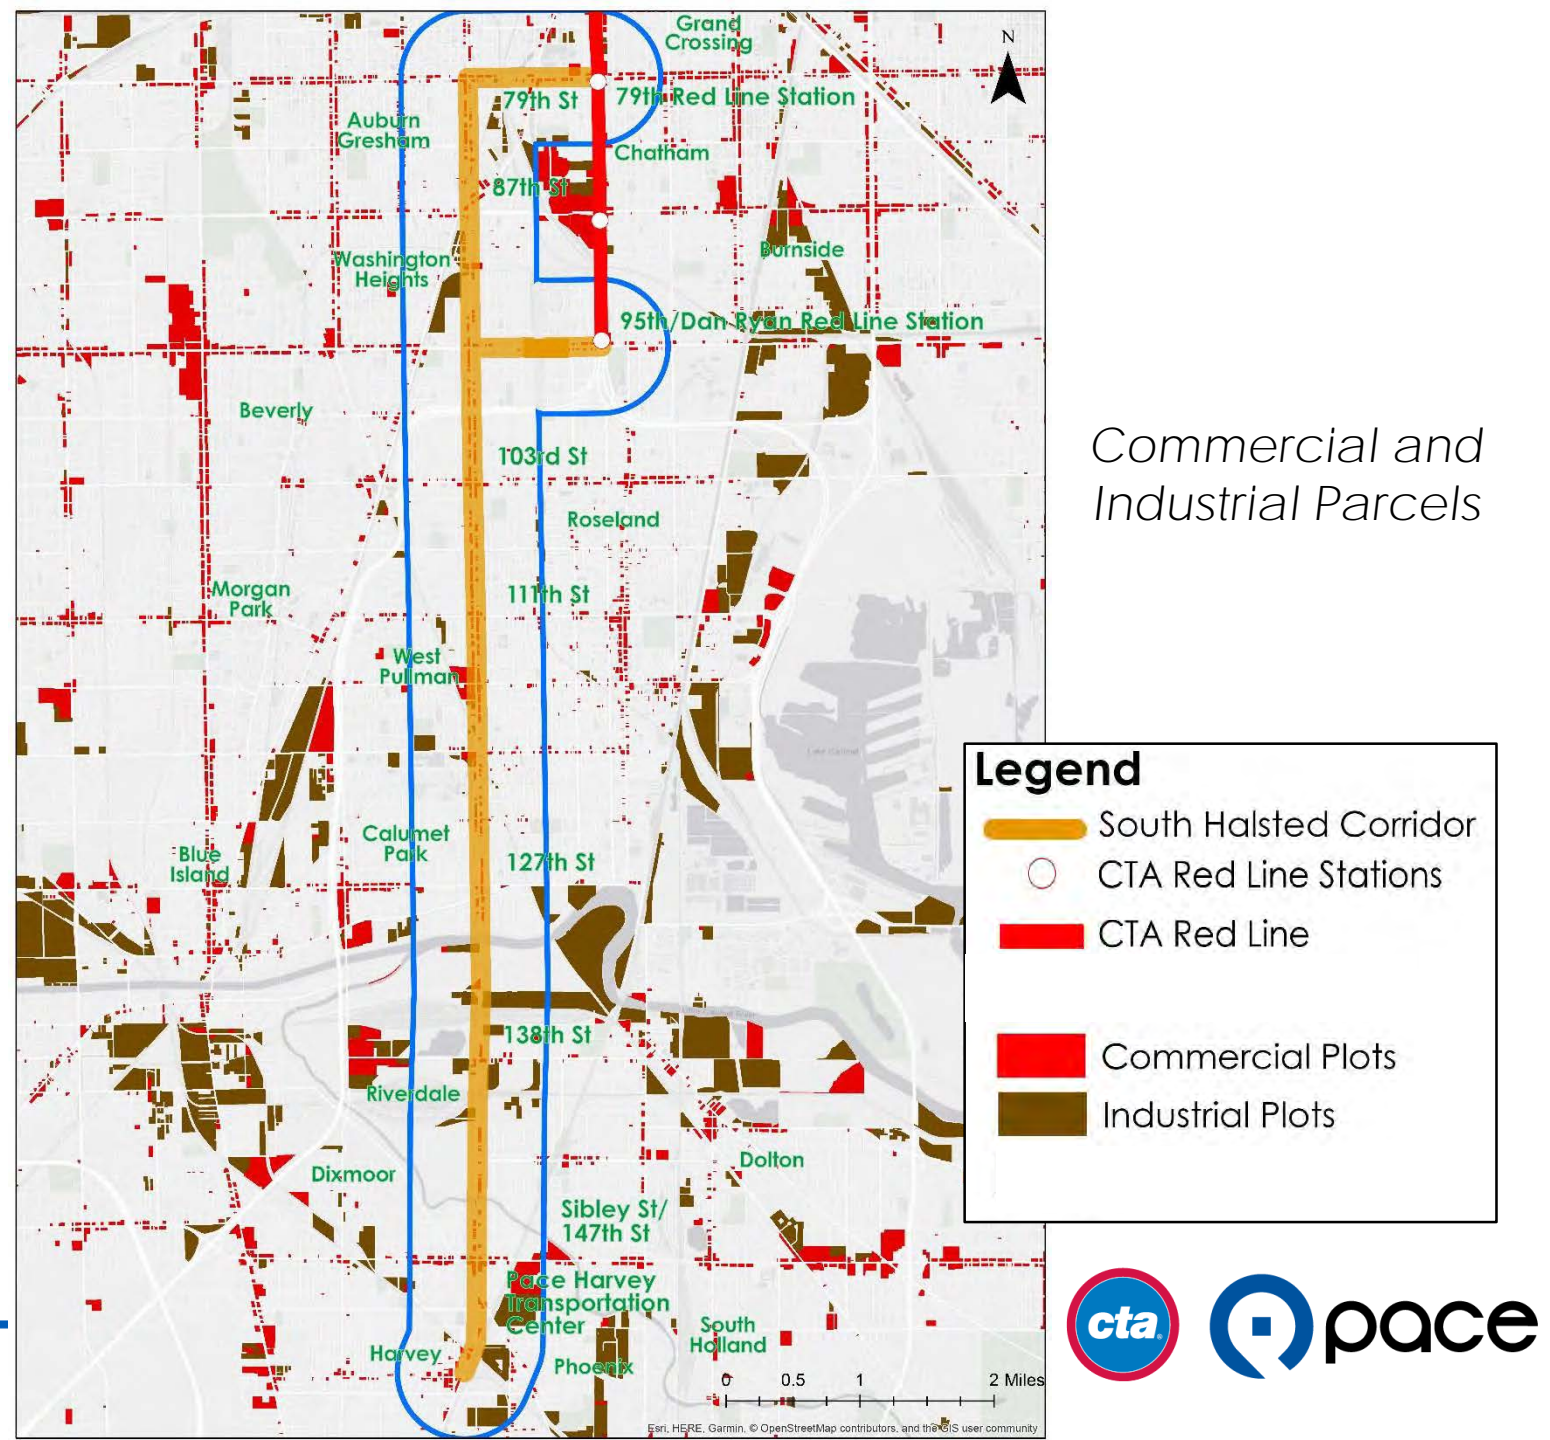 Grand
Crossing
N
79th St
79th Red Line Station
Auburn
Gresham
Chatham
87th St
Washington
Heights
Burnside
95th/Dan Ryan Red Line Station
Beverly
103rd St
Roseland
Morgan
Park
111th St
West
Pullman
Calumet
Park
Blue
Island
127th St
138th St
Riverdale
Dixmoor
Dolton
Sibley St/
147th St
Pace Harvey
Transportation
Center
South
Holland
Harvey
Phoenix
0 0.5 1 2 Miles
Esri, HERE, Garmin, © OpenStreetMap contributors, and the GIS user community
Commercial and
Industrial Parcels
Legend
South Halsted Corridor
CTA Red Line Stations
CTA Red Line
Commercial Plots
Industrial Plots
cta
pace